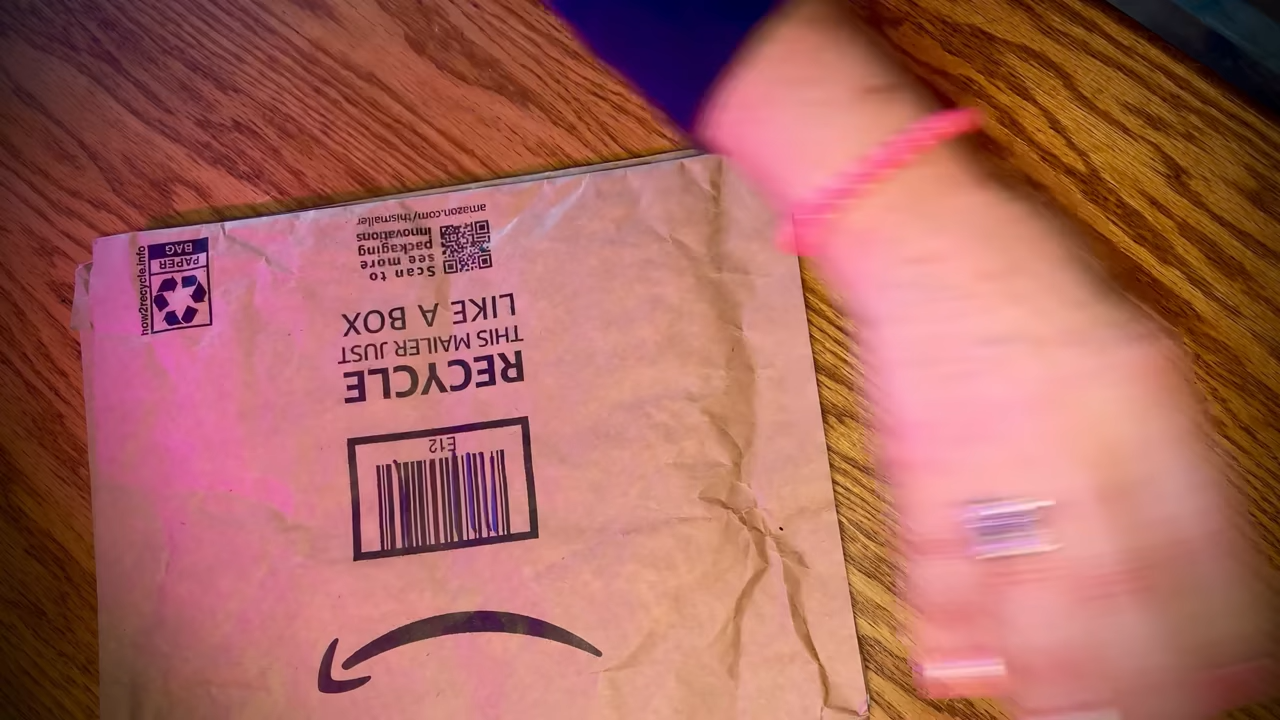 E12
RECYCLE
THIS MAILER JUST
LIKE A BOX
Scan to
see more
packaging
innovations
amazon.com/thismailer
PAPER
BAG
how2recycle.info